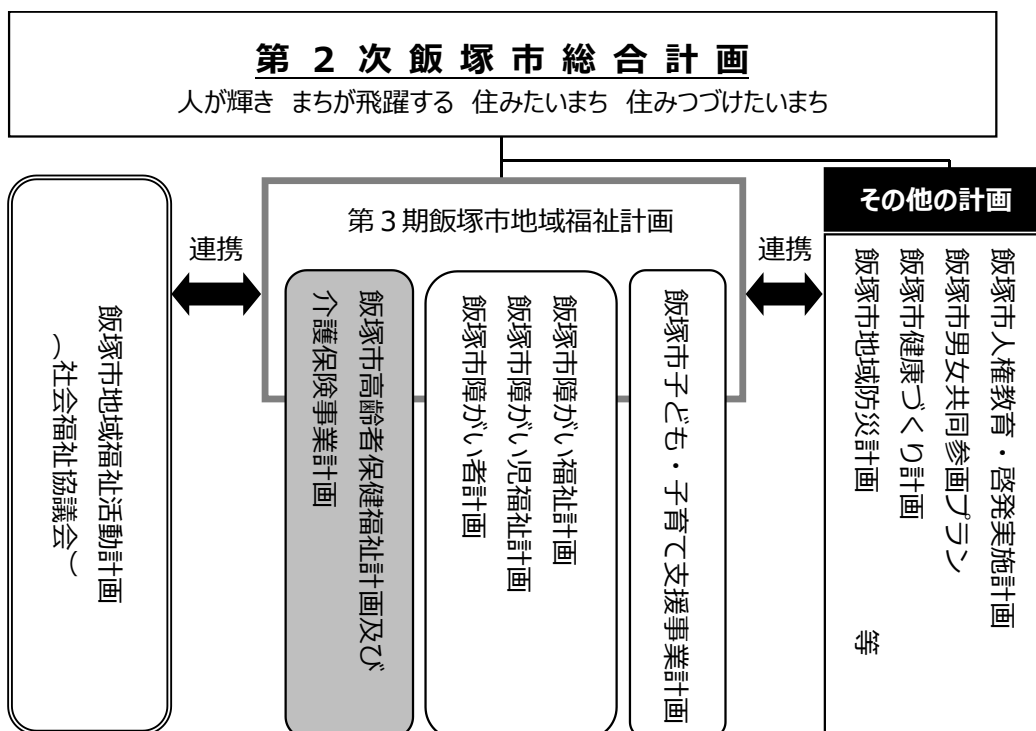 第2次飯塚市総合計画
人が輝き まちが飛躍する 住みたいまち 住みつづけたいまち
第3期飯塚市地域福祉計画
連携
連携
その他の計画
飯塚市人権教育・啓発実施計画
飯塚市男女共同参画プラン
飯塚市健康づくり計画
飯塚市地域防災計画 等
飯塚市子ども・子育て支援事業計画
飯塚市障がい福祉計画
飯塚市障がい児福祉計画
飯塚市障がい者計画
飯塚市高齢者保健福祉計画及び
介護保険事業計画
飯塚市地域福祉活動計画
(社会福祉協議会)